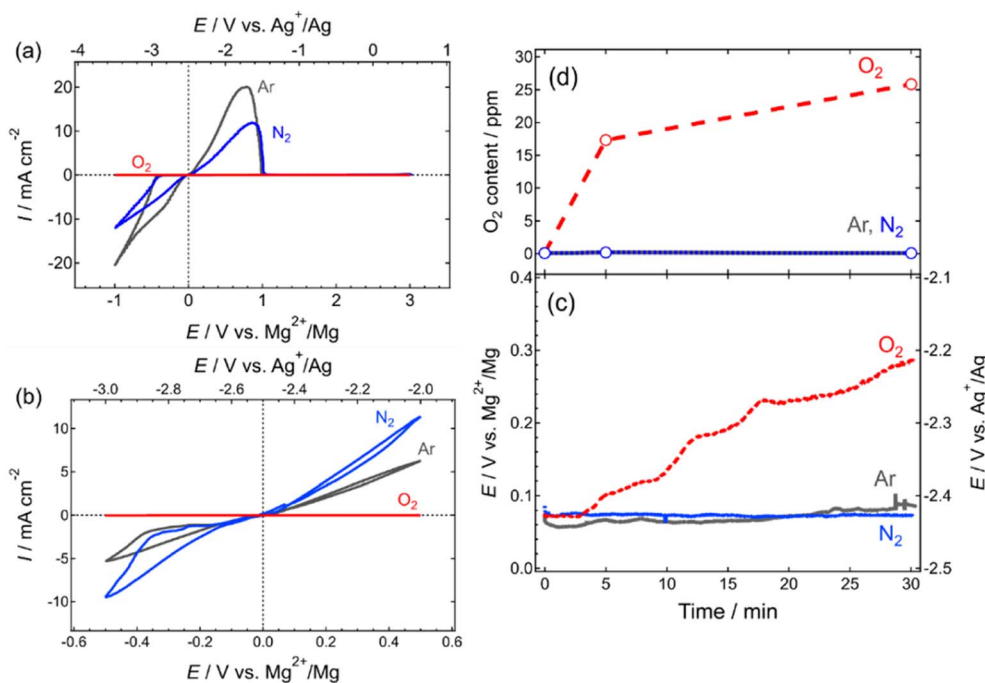 E / V vs. Ag+/Ag
-4 -3 -2 -1 0 1
(a)
Ar
N2
O2
20
10
0
-10
-20
I / mA cm-2
-1 0 1 2 3
E / V vs. Mg2+/Mg
E / V vs. Ag+/Ag
-3.0 -2.8 -2.6 -2.4 -2.2 -2.0
(b)
N2
Ar
O2
10
5
0
-5
-10
I / mA cm-2
-0.6 -0.4 -0.2 0.0 0.2 0.4 0.6
E / V vs. Mg2+/Mg
(d)
O2
Ar, N2
30
25
20
15
10
5
0
O2 content / ppm
(c)
O2
Ar
N2
0.4
0.3
0.2
0.1
0.0
E / V vs. Mg2+/Mg
-2.1
-2.2
-2.3
-2.4
-2.5
E / V vs. Ag+/Ag
0 5 10 15 20 25 30
Time / min